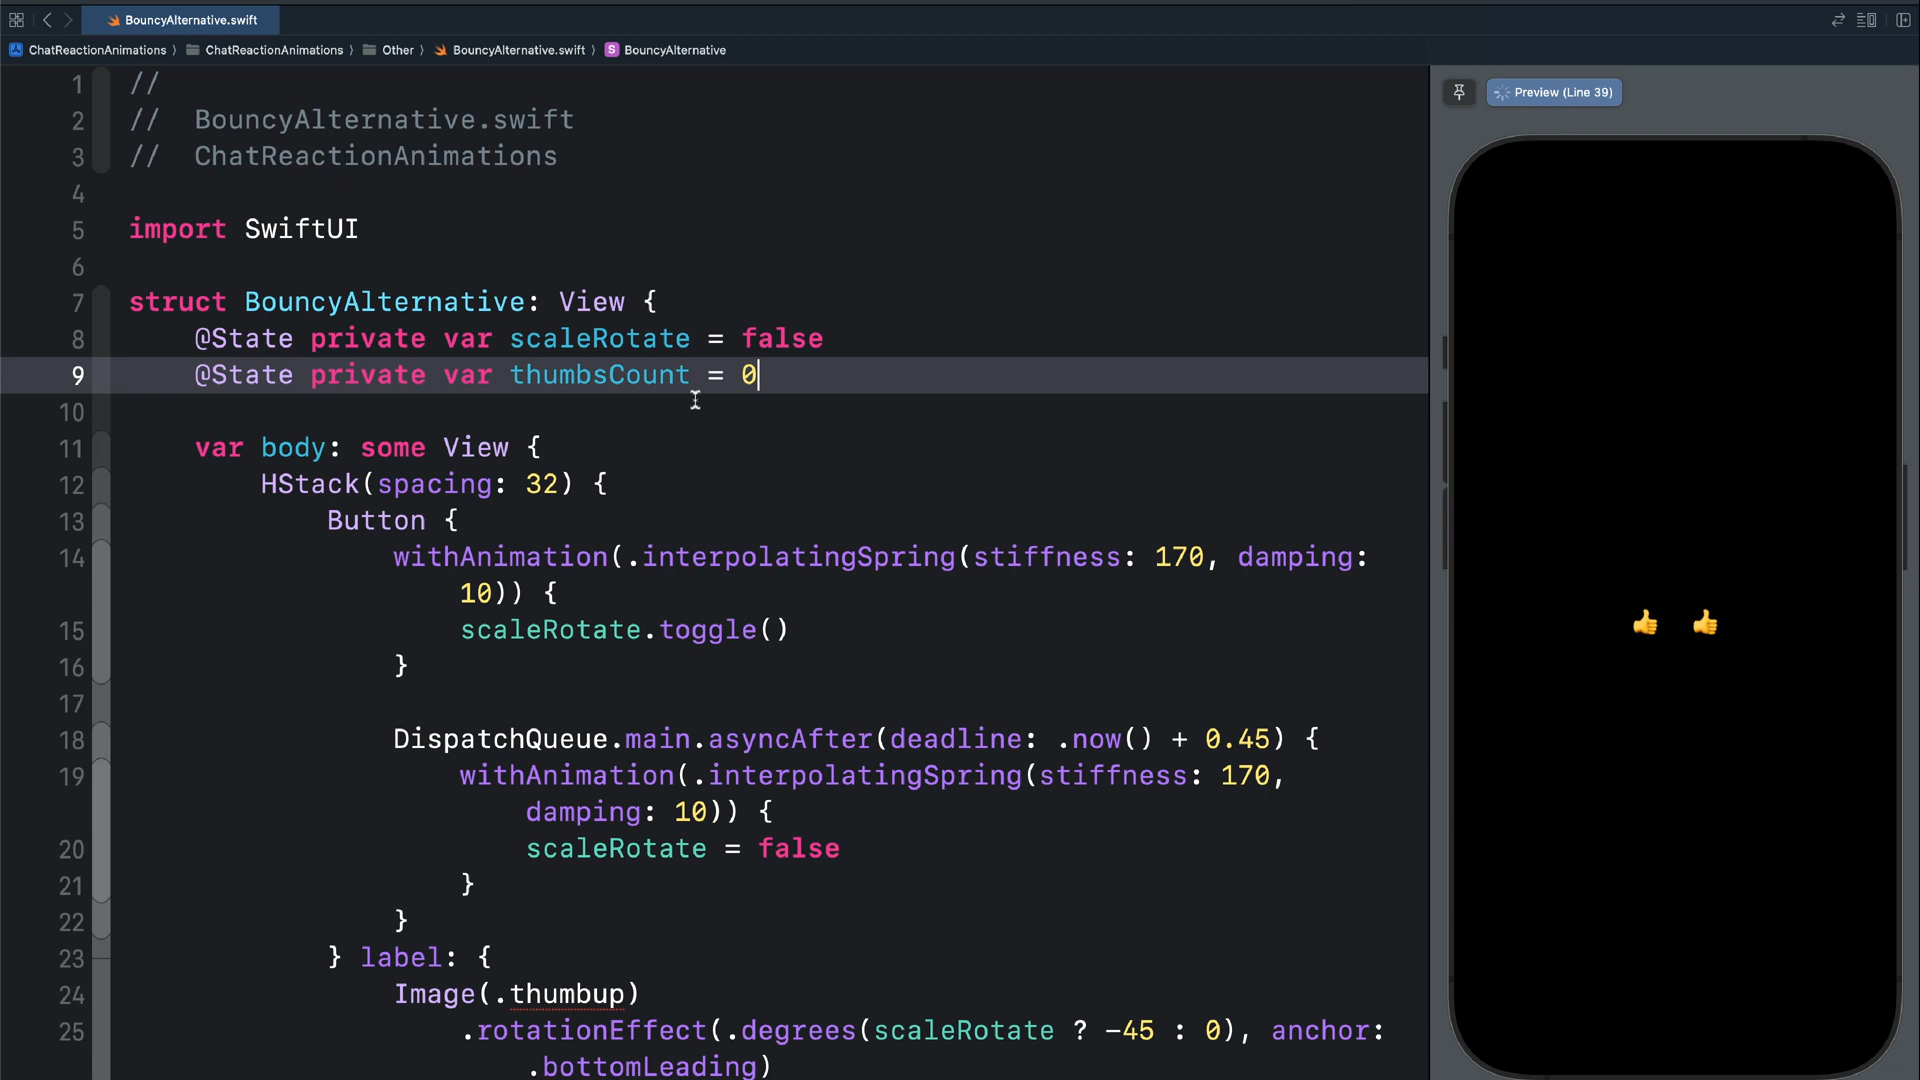 BouncyAlternative.swift
ChatReactionAnimations 〉 ChatReactionAnimations 〉 Other 〉 BouncyAlternative.swift 〉 S BouncyAlternative
Preview (Line 39)
1 //
2 //  BouncyAlternative.swift
3 //  ChatReactionAnimations
4
5 import SwiftUI
6
7 struct BouncyAlternative: View {
8     @State private var scaleRotate = false
9     @State private var thumbsCount = 0
10
11     var body: some View {
12         HStack(spacing: 32) {
13             Button {
14                 withAnimation(.interpolatingSpring(stiffness: 170, damping:
                    10)) {
15                     scaleRotate.toggle()
16                 }
17
18                 DispatchQueue.main.asyncAfter(deadline: .now() + 0.45) {
19                     withAnimation(.interpolatingSpring(stiffness: 170,
                        damping: 10)) {
20                         scaleRotate = false
21                     }
22                 }
23             } label: {
24                 Image(.thumbup)
25                     .rotationEffect(.degrees(scaleRotate ? -45 : 0), anchor:
                        .bottomLeading)